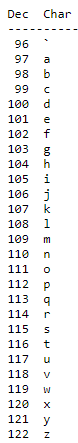 Dec  Char
---------
 96  `
 97  a
 98  b
 99  c
100  d
101  e
102  f
103  g
104  h
105  i
106  j
107  k
108  l
109  m
110  n
111  o
112  p
113  q
114  r
115  s
116  t
117  u
118  v
119  w
120  x
121  y
122  z